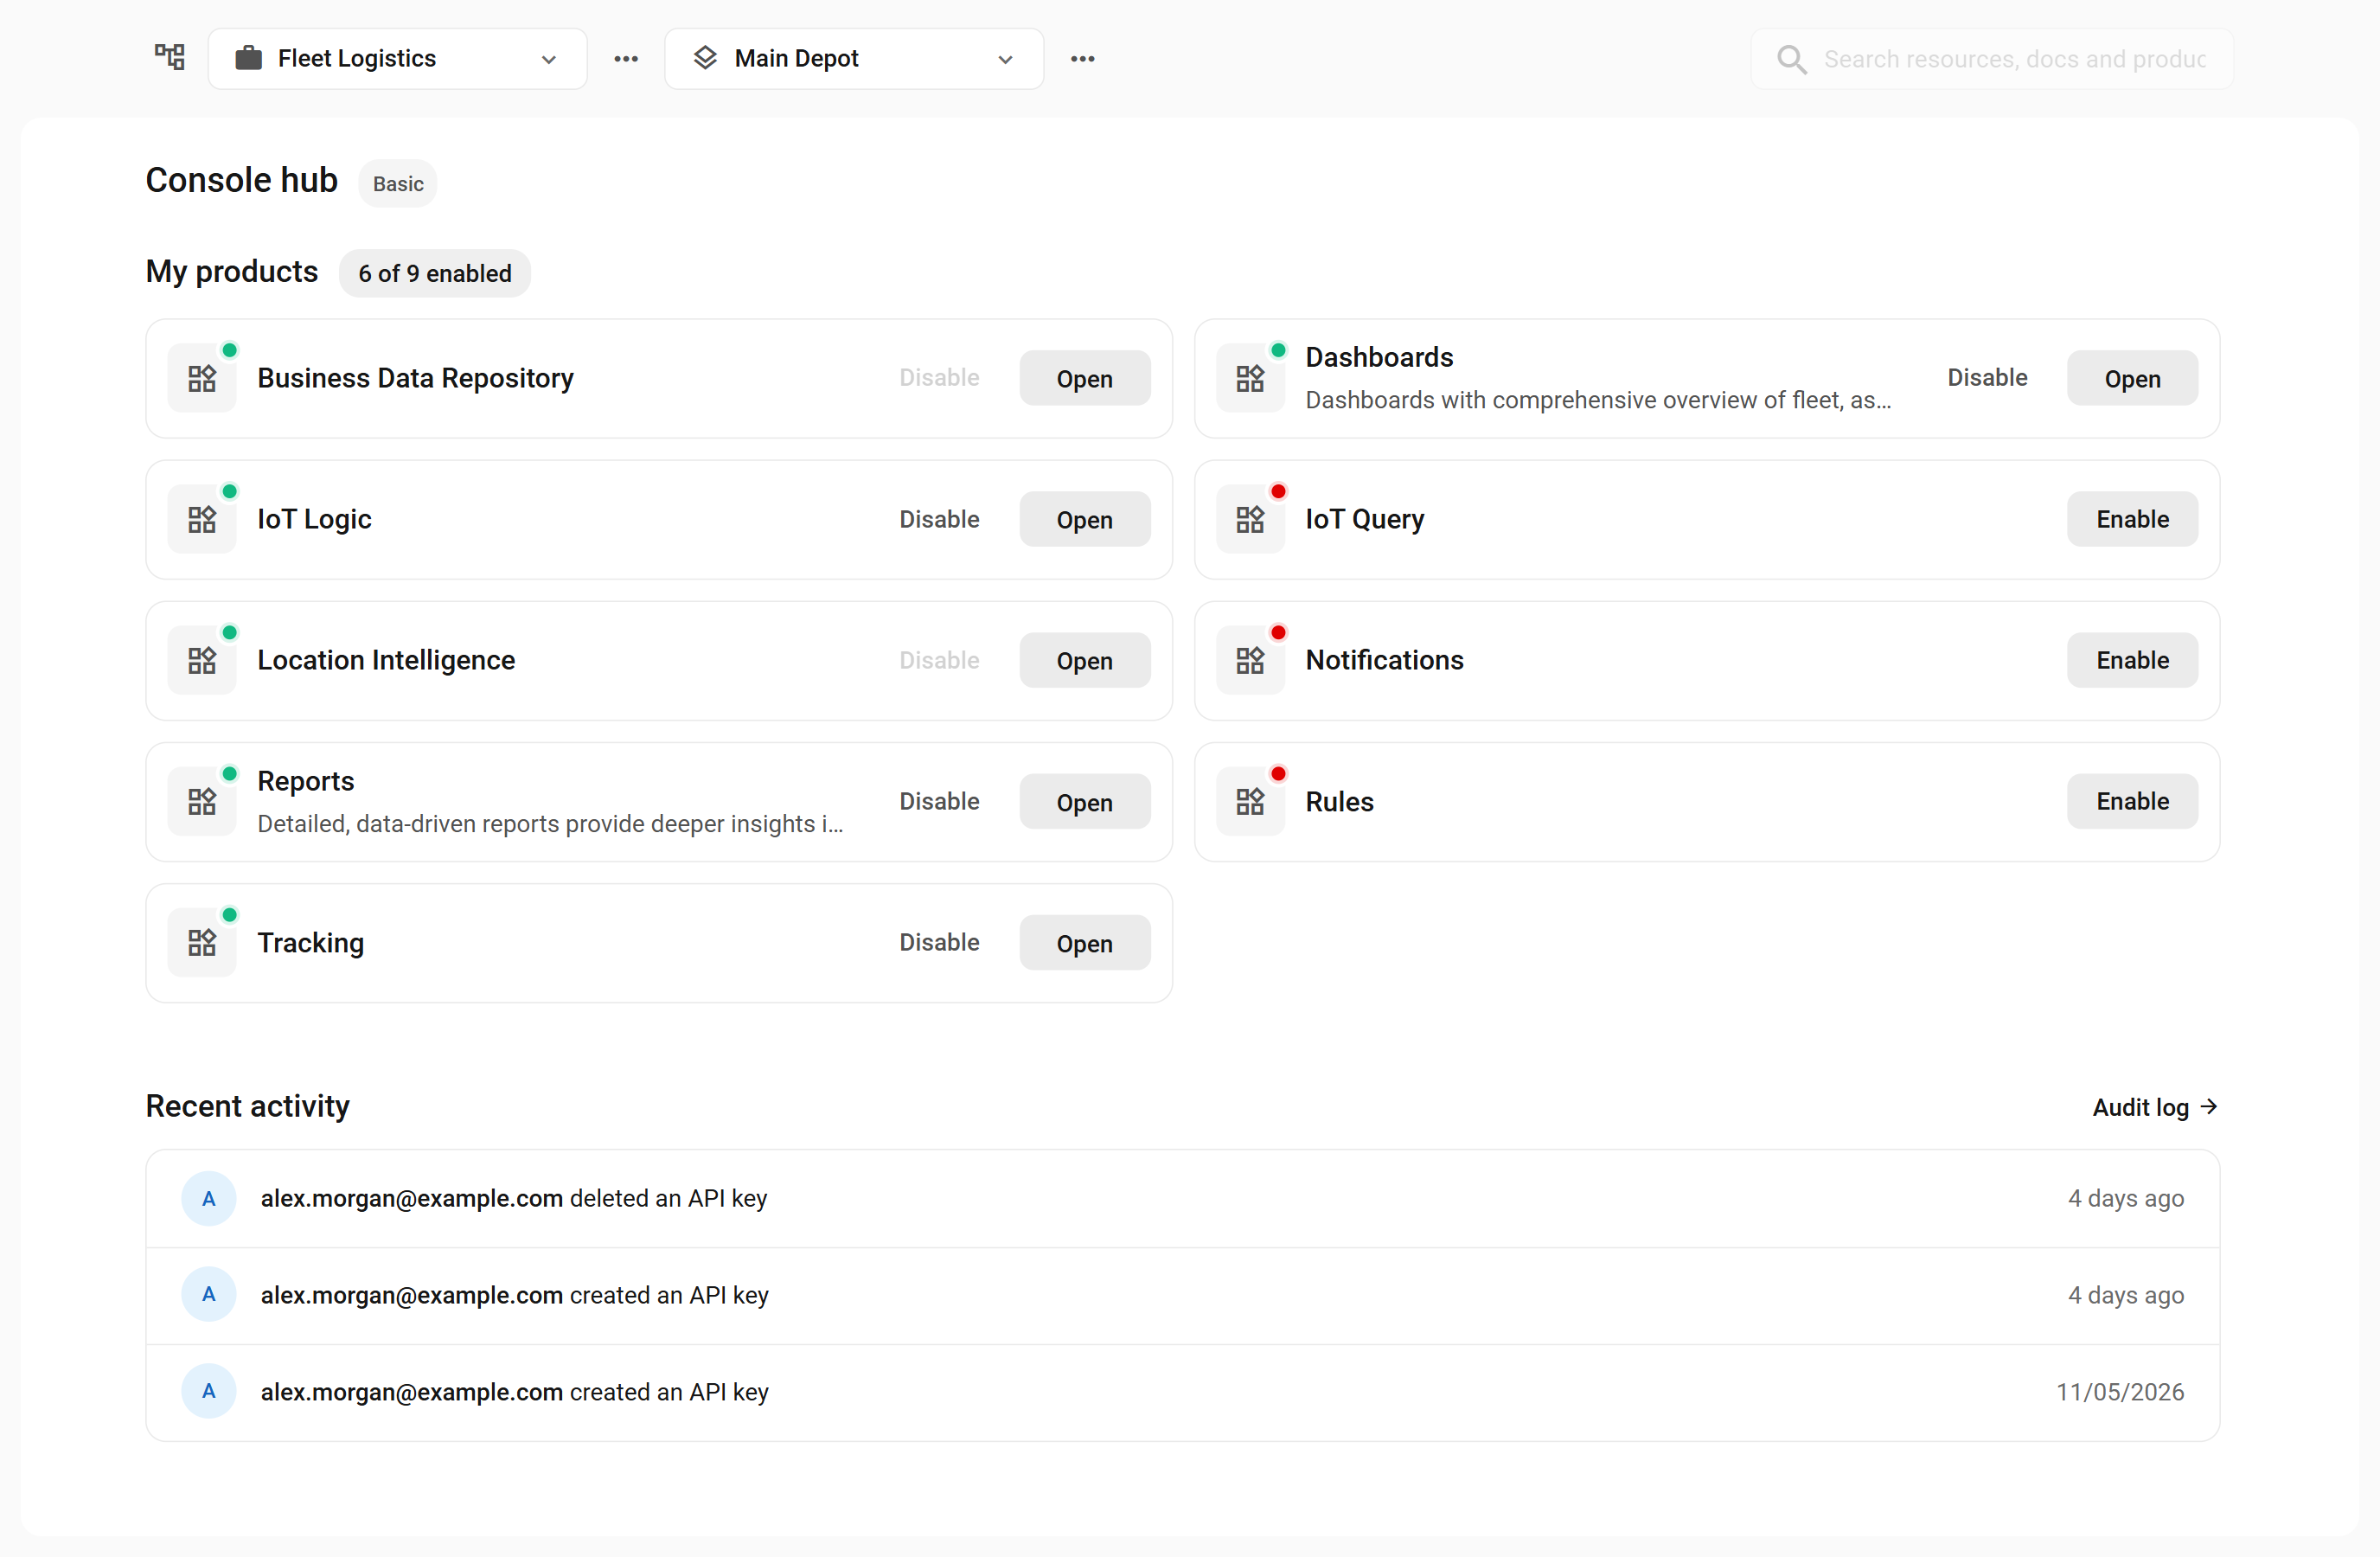 Fleet Logistics
Main Depot
Search resources, docs and produc
Console hub
Basic
My products
6 of 9 enabled
Business Data Repository
Disable
Open
Dashboards
Dashboards with comprehensive overview of fleet, as...
Disable
Open
IoT Logic
Disable
Open
IoT Query
Enable
Location Intelligence
Disable
Open
Notifications
Enable
Reports
Detailed, data-driven reports provide deeper insights i...
Disable
Open
Rules
Enable
Tracking
Disable
Open
Recent activity
Audit log
A
alex.morgan@example.com deleted an API key
4 days ago
A
alex.morgan@example.com created an API key
4 days ago
A
alex.morgan@example.com created an API key
11/05/2026